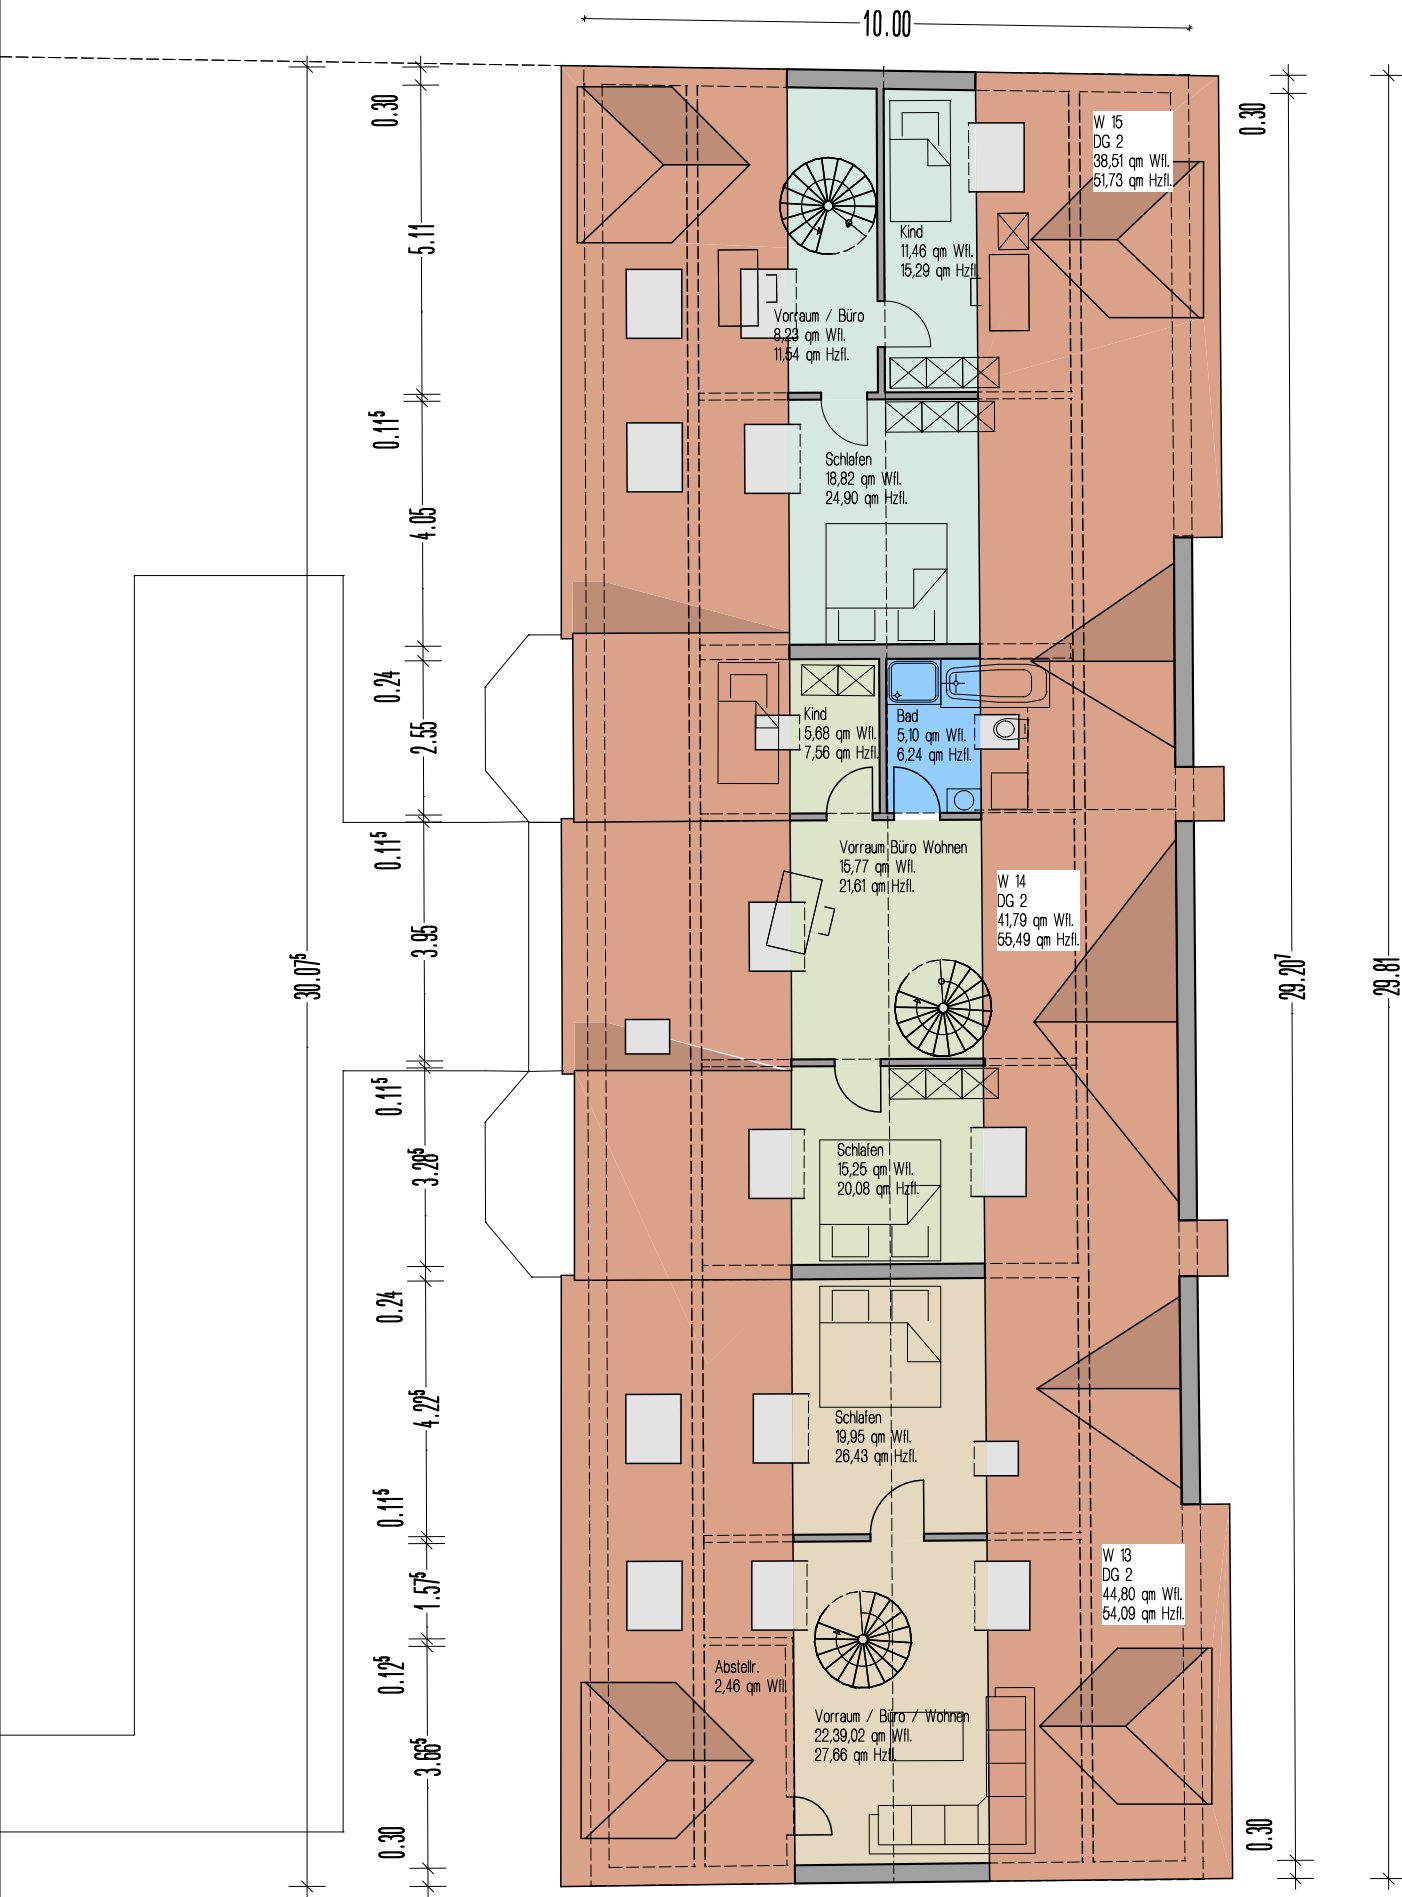 10.00
0.30
5.11
0.11⁵
4.05
0.24
2.55
0.11⁵
3.95
0.11⁵
3.28⁵
0.24
4.22⁵
0.11⁵
1.57⁵
0.12⁵
3.66⁵
0.30
30.07⁵
0.30
29.20⁷
0.30
29.81
W 15
DG 2
38,51 qm Wfl.
51,73 qm Hzfl.
Kind
11,46 qm Wfl.
15,29 qm Hzfl.
Vorraum / Büro
8,23 qm Wfl.
11,54 qm Hzfl.
Schlafen
18,82 qm Wfl.
24,90 qm Hzfl.
Kind
5,68 qm Wfl.
7,56 qm Hzfl.
Bad
5,10 qm Wfl.
6,24 qm Hzfl.
Vorraum Büro Wohnen
15,77 qm Wfl.
21,61 qm Hzfl.
W 14
DG 2
41,79 qm Wfl.
55,49 qm Hzfl.
Schlafen
15,25 qm Wfl.
20,08 qm Hzfl.
Schlafen
19,95 qm Wfl.
26,43 qm Hzfl.
W 13
DG 2
44,80 qm Wfl.
54,09 qm Hzfl.
Abstellr.
2,46 qm Wfl.
Vorraum / Büro / Wohnen
22,39,02 qm Wfl.
27,66 qm Hzfl.